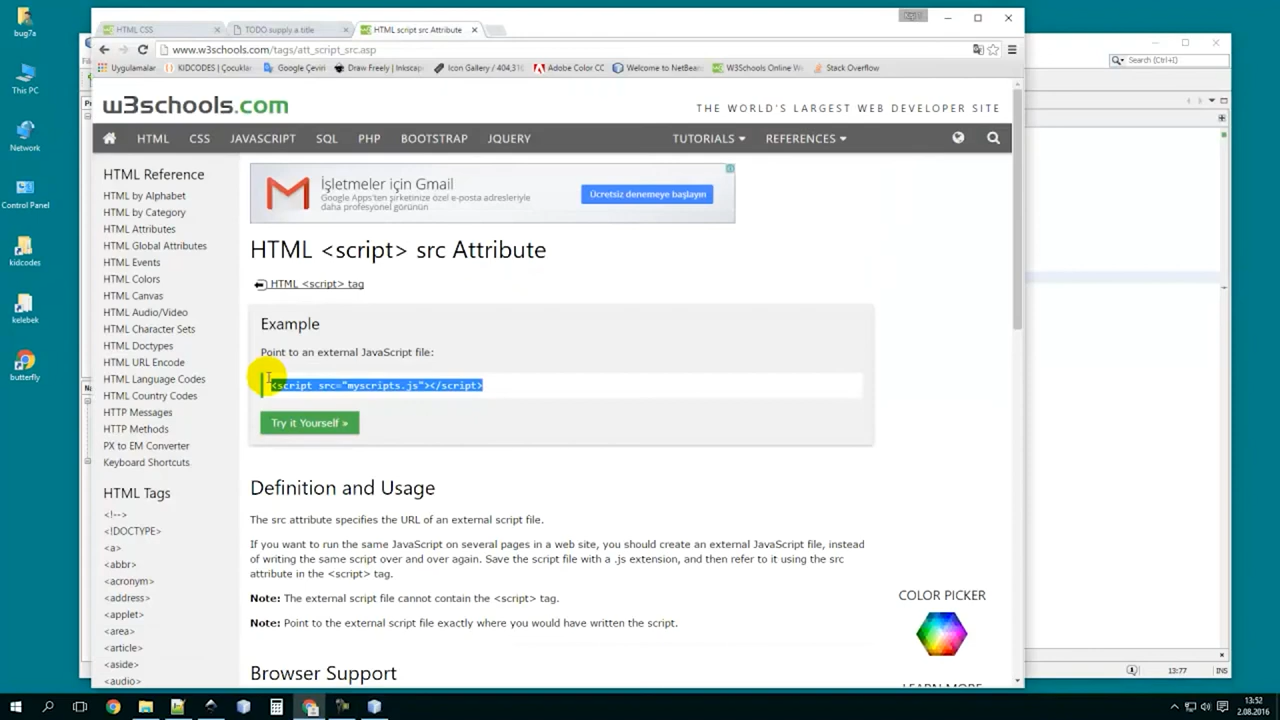 bug7a
This PC
Network
Control Panel
kidcodes
kelebek
butterfly
HTML CSS
TODO supply a title
HTML script src Attribute
www.w3schools.com/tags/att_script_src.asp
Uygulamalar
KIDCODES | Çocuklar
Google Çeviri
Draw Freely | Inkscap
Icon Gallery / 404,31
Adobe Color CC
Welcome to NetBean
W3Schools Online We
Stack Overflow
Search (Ctrl+I)
w3schools.com
THE WORLD'S LARGEST WEB DEVELOPER SITE
HTML CSS JAVASCRIPT SQL PHP BOOTSTRAP JQUERY TUTORIALS REFERENCES
HTML Reference
HTML by Alphabet
HTML by Category
HTML Attributes
HTML Global Attributes
HTML Events
HTML Colors
HTML Canvas
HTML Audio/Video
HTML Character Sets
HTML Doctypes
HTML URL Encode
HTML Language Codes
HTML Country Codes
HTTP Messages
HTTP Methods
PX to EM Converter
Keyboard Shortcuts
HTML Tags
<!-->
<!DOCTYPE>
<a>
<abbr>
<acronym>
<address>
<applet>
<area>
<article>
<aside>
<audio>
İşletmeler için Gmail
Google Apps'ten şirketinize özel e-posta adresleriyle
daha profesyonel görünün
Ücretsiz denemeye başlayın
HTML <script> src Attribute
HTML <script> tag
Example
Point to an external JavaScript file:
<script src="myscripts.js"></script>
Try it Yourself »
Definition and Usage
The src attribute specifies the URL of an external script file.
If you want to run the same JavaScript on several pages in a web site, you should create an external JavaScript file, instead
of writing the same script over and over again. Save the script file with a .js extension, and then refer to it using the src
attribute in the <script> tag.
Note: The external script file cannot contain the <script> tag.
Note: Point to the external script file exactly where you would have written the script.
Browser Support
COLOR PICKER
LEARN MORE
13:77
INS
13:52
2.08.2016